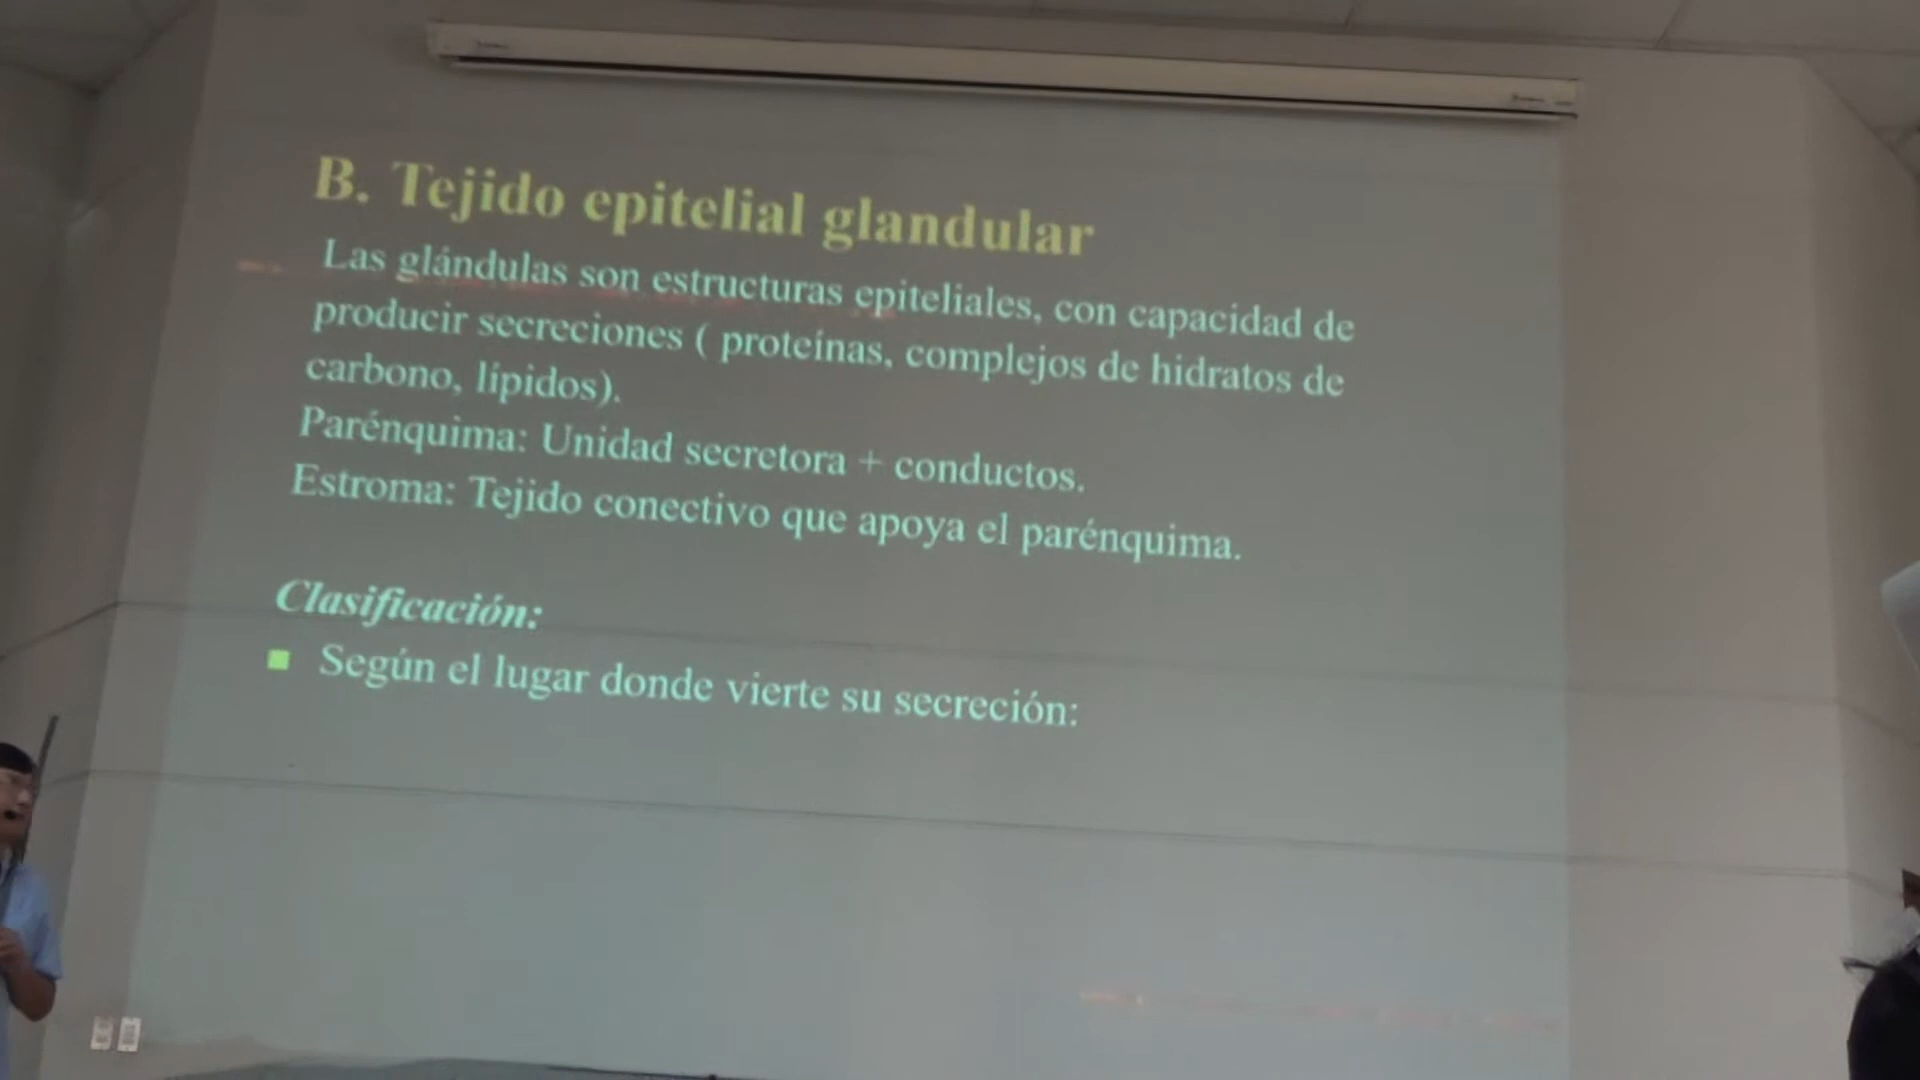 B. Tejido epitelial glandular
Las glándulas son estructuras epiteliales, con capacidad de
producir secreciones ( proteínas, complejos de hidratos de
carbono, lípidos).
Parénquima: Unidad secretora + conductos.
Estroma: Tejido conectivo que apoya el parénquima.
Clasificación:
Según el lugar donde vierte su secreción: